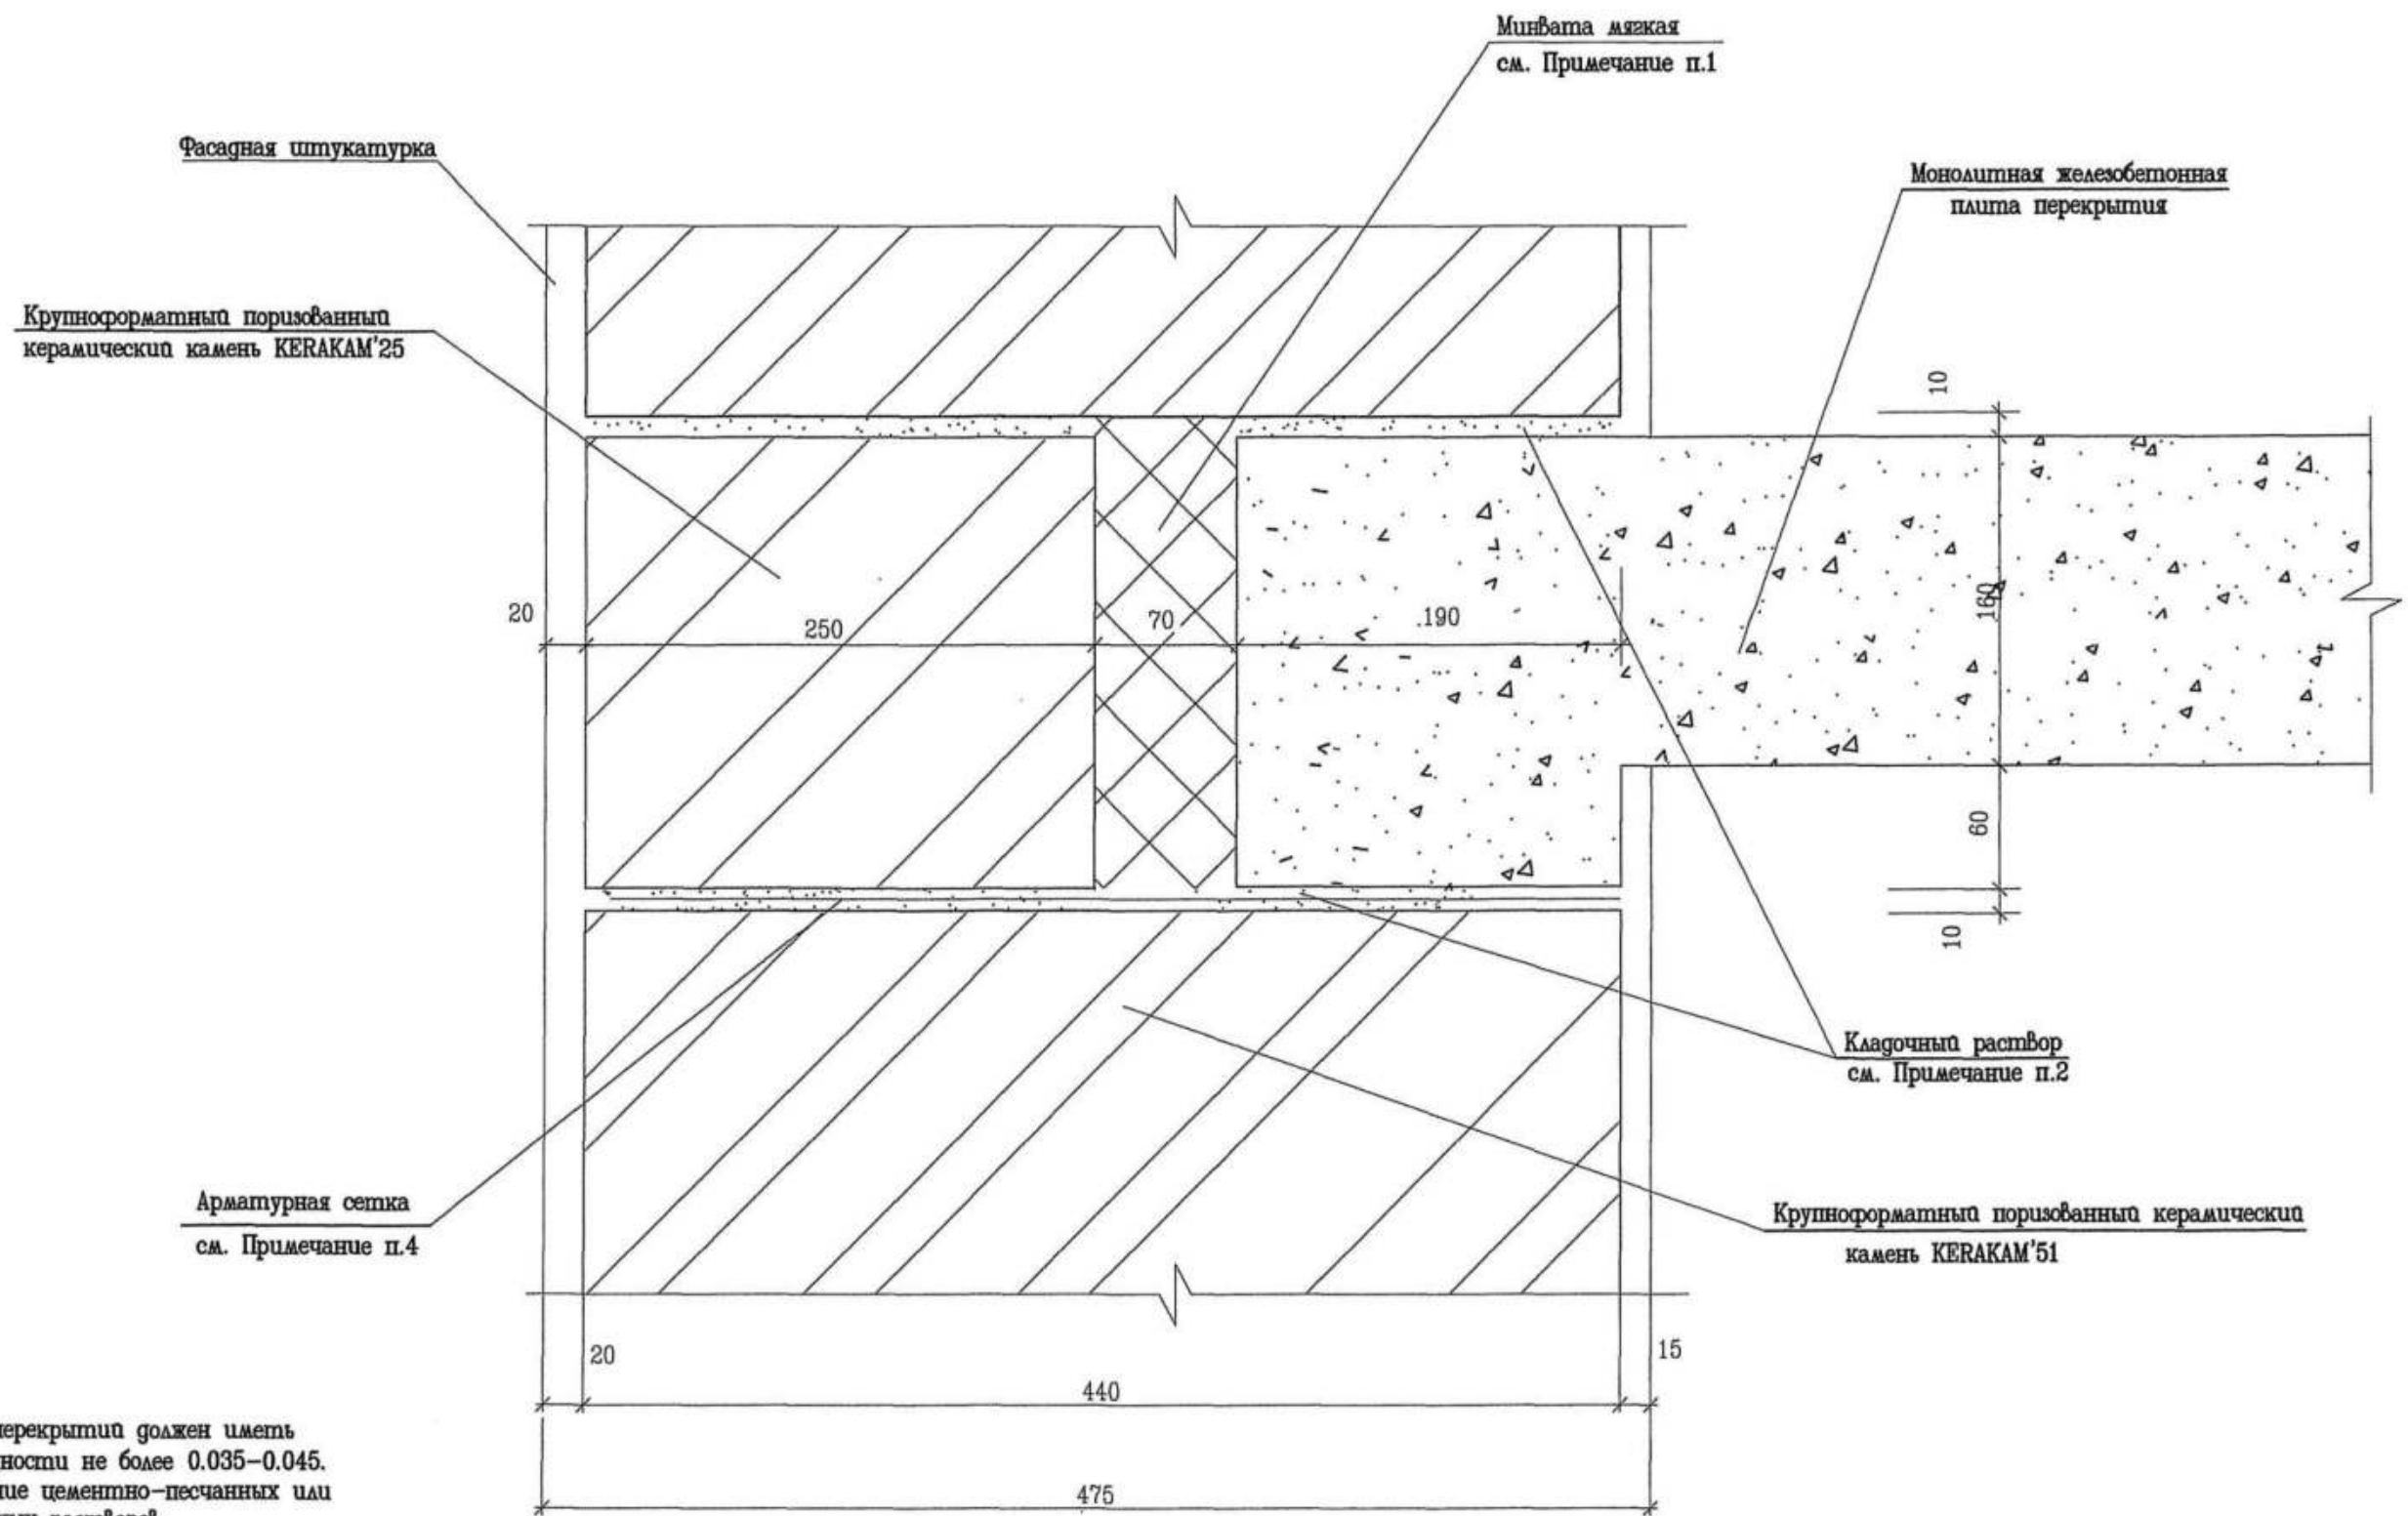 Минвата мягкая
см. Примечание п.1
Фасадная штукатурка
Монолитная железобетонная
плита перекрытия
Крупноформатный поризованный
керамический камень KERAKAM'25
10
20
250
70
190
160
60
10
Кладочный раствор
см. Примечание п.2
Арматурная сетка
см. Примечание п.4
Крупноформатный поризованный керамический
камень KERAKAM'51
20
15
440
475
перекрытий должен иметь
ности не более 0.035-0.045.
ие цементно-песчанных или